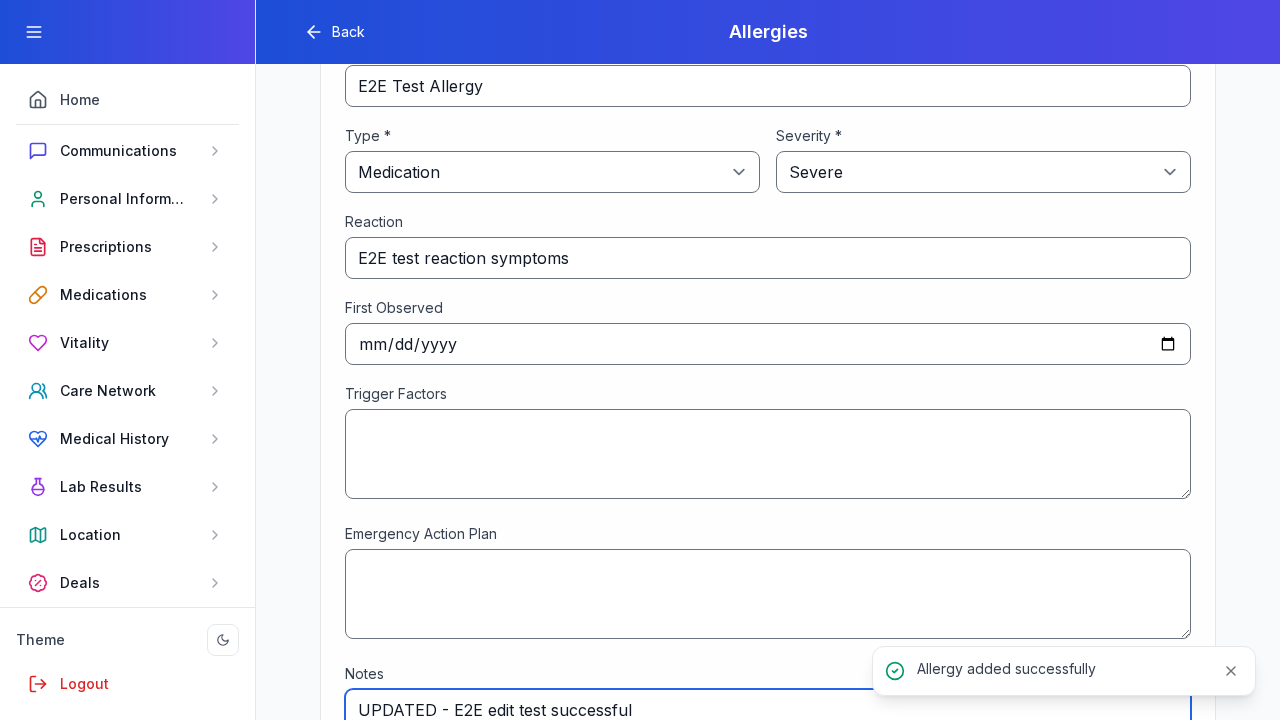 Back
Allergies
Home
Communications
Personal Inform...
Prescriptions
Medications
Vitality
Care Network
Medical History
Lab Results
Location
Deals
Theme
Logout
E2E Test Allergy
Type *
Severity *
Medication
Severe
Reaction
E2E test reaction symptoms
First Observed
mm/dd/yyyy
Trigger Factors
Emergency Action Plan
Notes
UPDATED - E2E edit test successful
Allergy added successfully